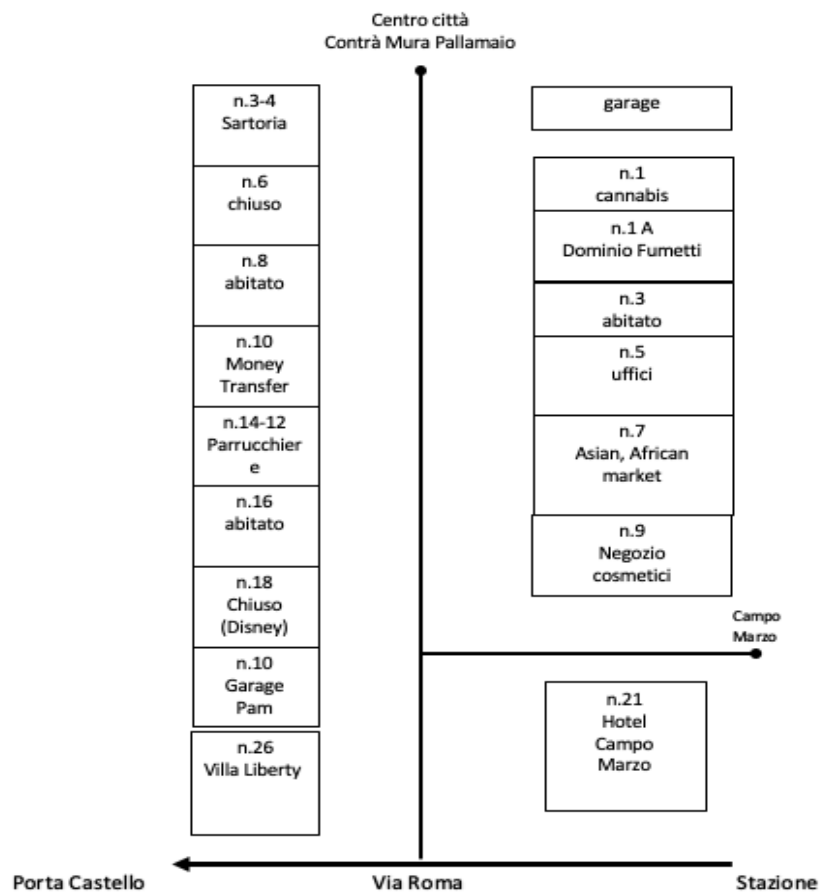 Centro città
Contrà Mura Pallamaio
n.3-4
Sartoria
n.6
chiuso
n.8
abitato
n.10
Money
Transfer
n.14-12
Parrucchier
e
n.16
abitato
n.18
Chiuso
(Disney)
n.10
Garage
Pam
n.26
Villa Liberty
garage
n.1
cannabis
n.1 A
Dominio Fumetti
n.3
abitato
n.5
uffici
n.7
Asian, African
market
n.9
Negozio
cosmetici
Campo
Marzo
n.21
Hotel
Campo
Marzo
Porta Castello
Via Roma
Stazione